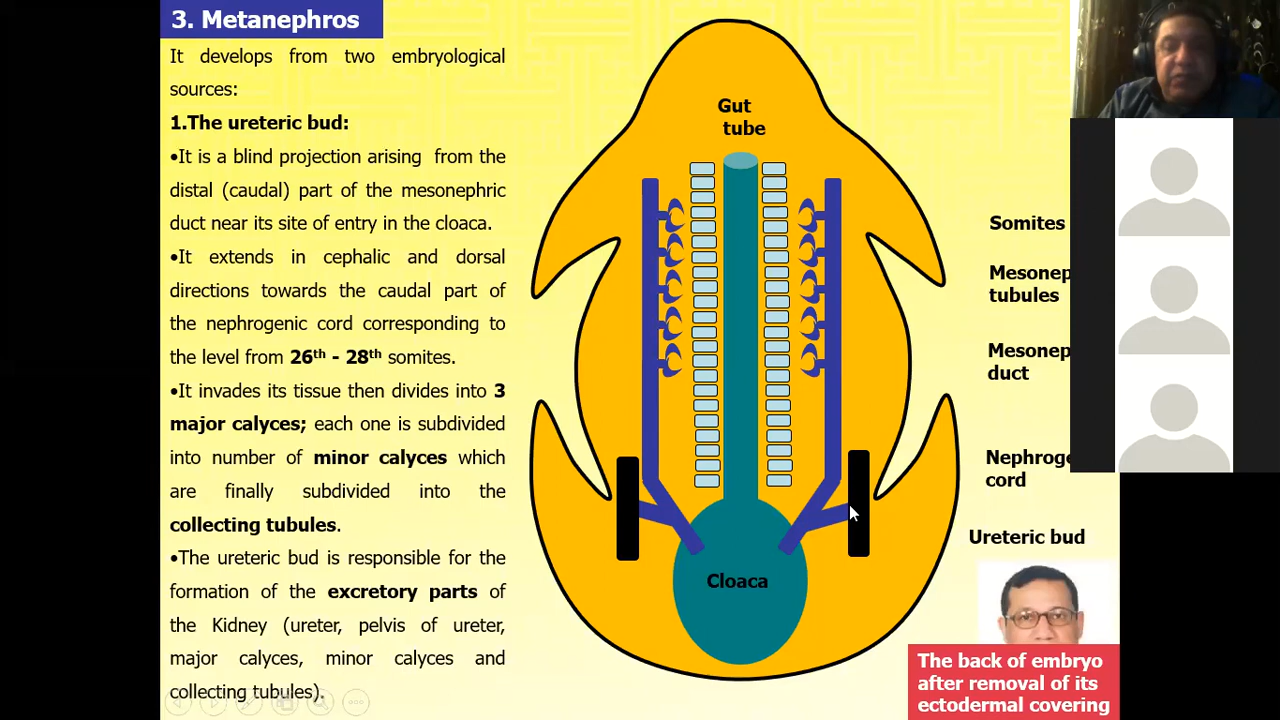 3. Metanephros
It develops from two embryological
sources:
1.The ureteric bud:
•It is a blind projection arising from the
distal (caudal) part of the mesonephric
duct near its site of entry in the cloaca.
•It extends in cephalic and dorsal
directions towards the caudal part of
the nephrogenic cord corresponding to
the level from 26th - 28th somites.
•It invades its tissue then divides into 3
major calyces; each one is subdivided
into number of minor calyces which
are finally subdivided into the
collecting tubules.
•The ureteric bud is responsible for the
formation of the excretory parts of
the Kidney (ureter, pelvis of ureter,
major calyces, minor calyces and
collecting tubules).
Gut
tube
Cloaca
Somites
Mesonep
tubules
Mesonep
duct
Nephroge
cord
Ureteric bud
The back of embryo
after removal of its
ectodermal covering